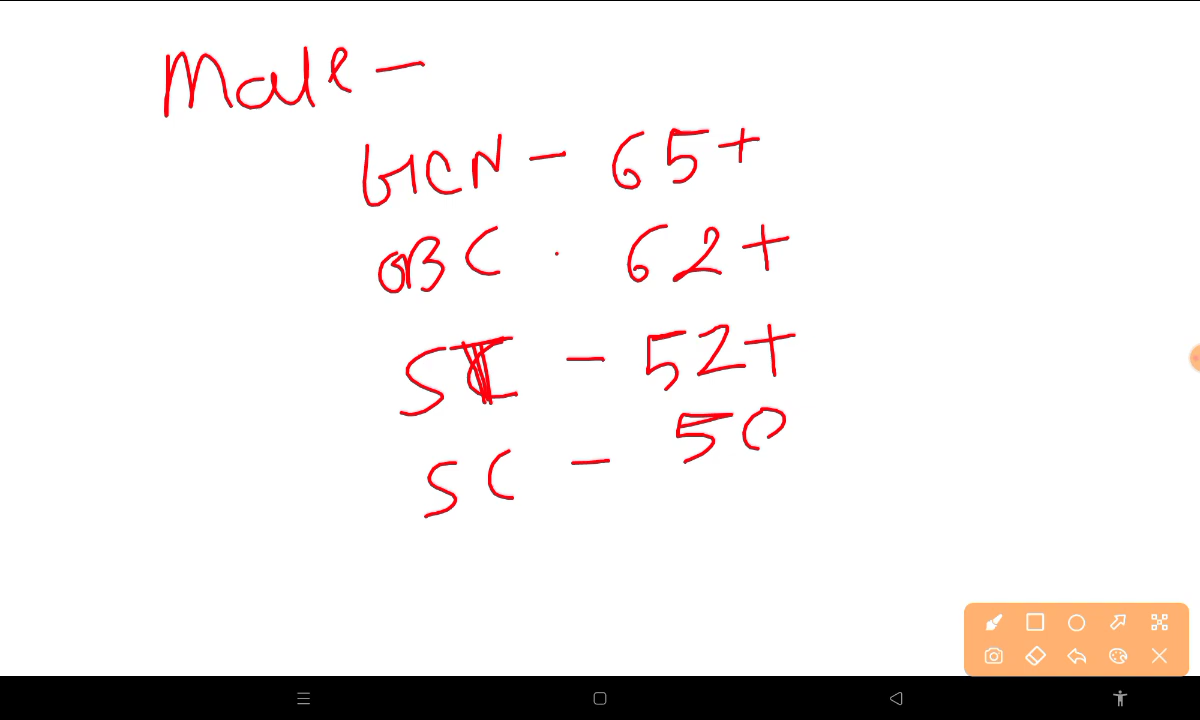 Male -
GEN - 65+
OBC . 62+
ST - 52+
SC - 50